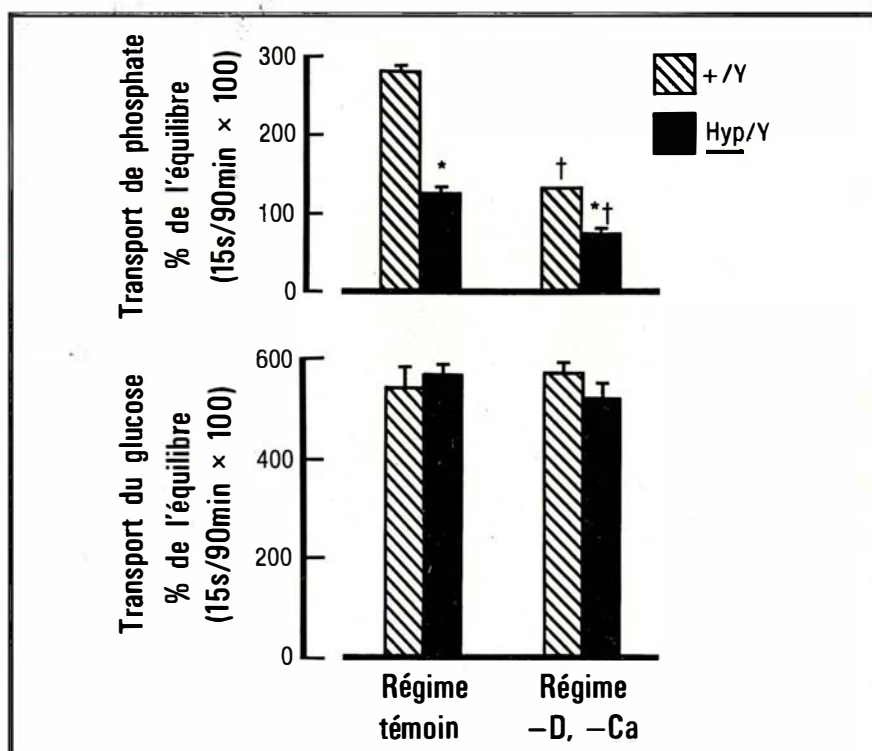 Transport de phosphate
% de l'équilibre
(15s/90min × 100)
300
200
100
0
*
†
*†
+/Y
Hyp/Y
Transport du glucose
% de l'équilibre
(15s/90min × 100)
600
400
200
0
Régime
témoin
Régime
–D, –Ca